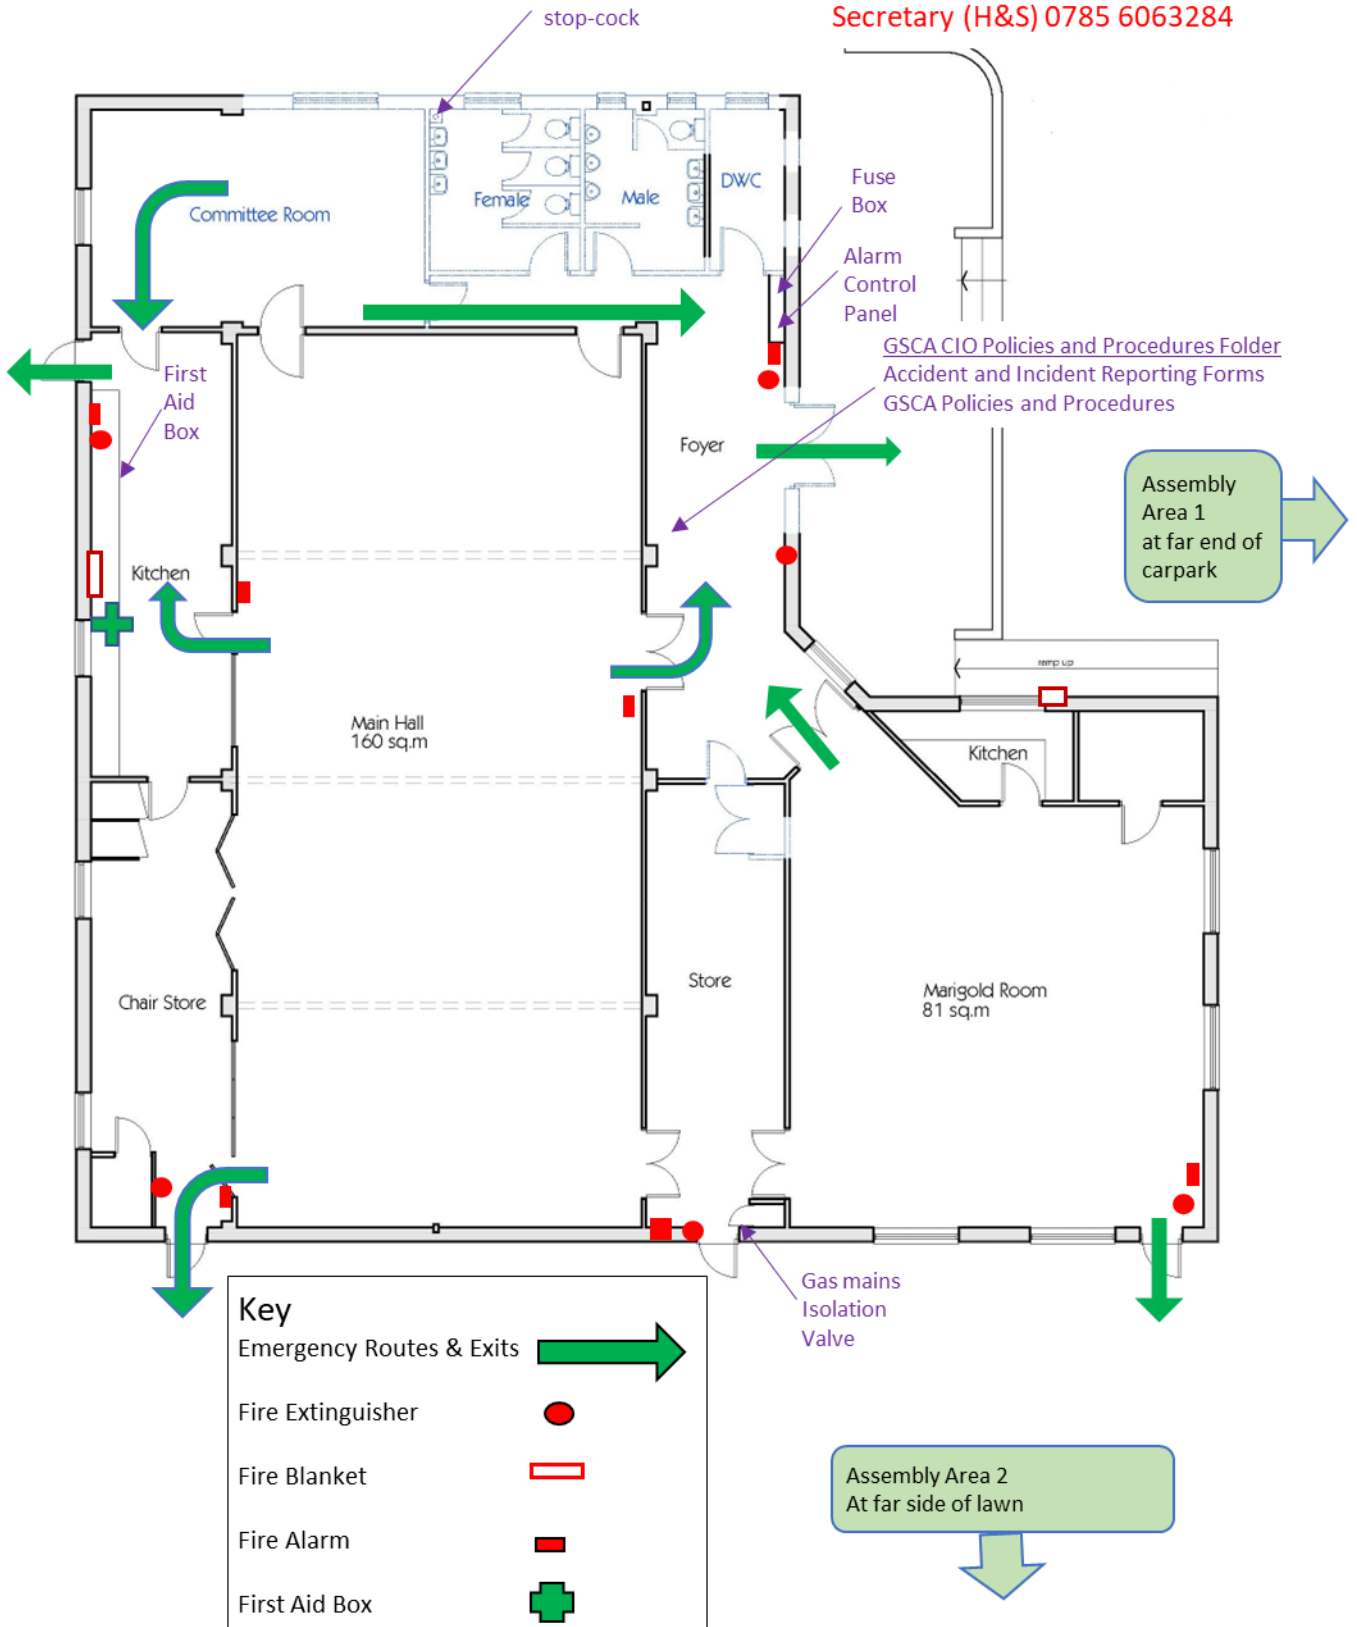 stop-cock
Secretary (H&S) 0785 6063284
Committee Room
Female
Male
DWC
Fuse
Box
Alarm
Control
Panel
GSCA CIO Policies and Procedures Folder
Accident and Incident Reporting Forms
GSCA Policies and Procedures
First
Aid
Box
Foyer
Assembly
Area 1
at far end of
carpark
Kitchen
ramp up
Main Hall
160 sq.m
Kitchen
Chair Store
Store
Marigold Room
81 sq.m
Gas mains
Isolation
Valve
Key
Emergency Routes & Exits
Fire Extinguisher
Fire Blanket
Fire Alarm
First Aid Box
Assembly Area 2
At far side of lawn